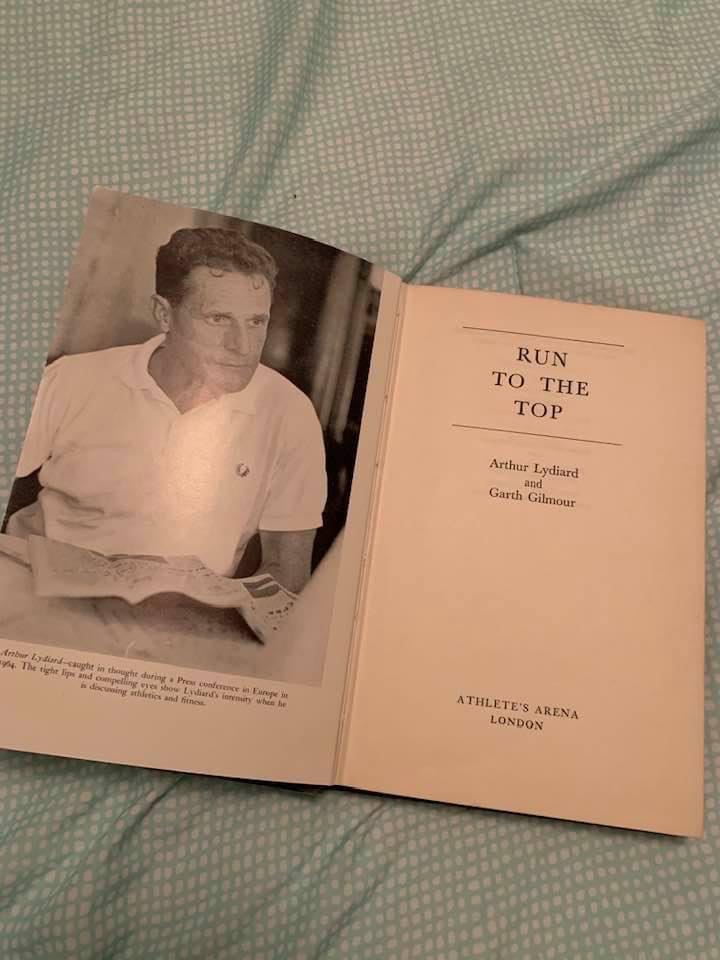 Arthur Lydiard—caught in thought during a Press conference in Europe in
1964. The tight lips and compelling eyes show Lydiard's intensity when he
is discussing athletics and fitness.
RUN
TO THE
TOP
Arthur Lydiard
and
Garth Gilmour
ATHLETE'S ARENA
LONDON